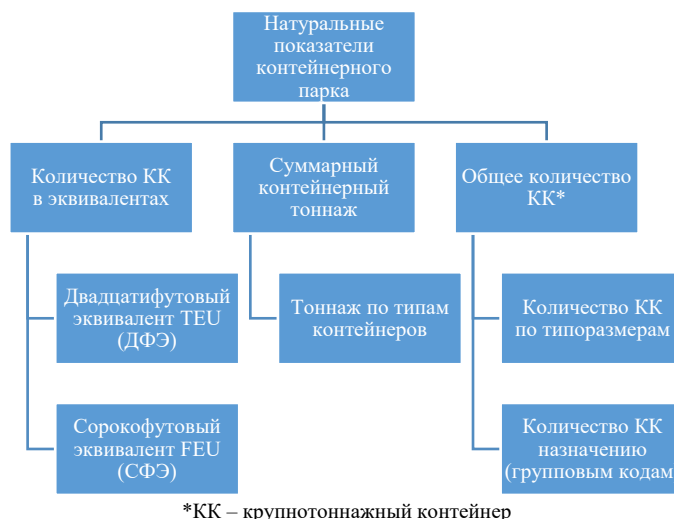 Натуральные
показатели
контейнерного
парка
Количество КК
в эквивалентах
Суммарный
контейнерный
тоннаж
Общее количество
КК*
Двадцатифутовый
эквивалент TEU
(ДФЭ)
Тоннаж по типам
контейнеров
Количество КК
по типоразмерам
Сорокофутовый
эквивалент FEU
(СФЭ)
Количество КК
назначению
(групповым кодам
*КК – крупнотоннажный контейнер